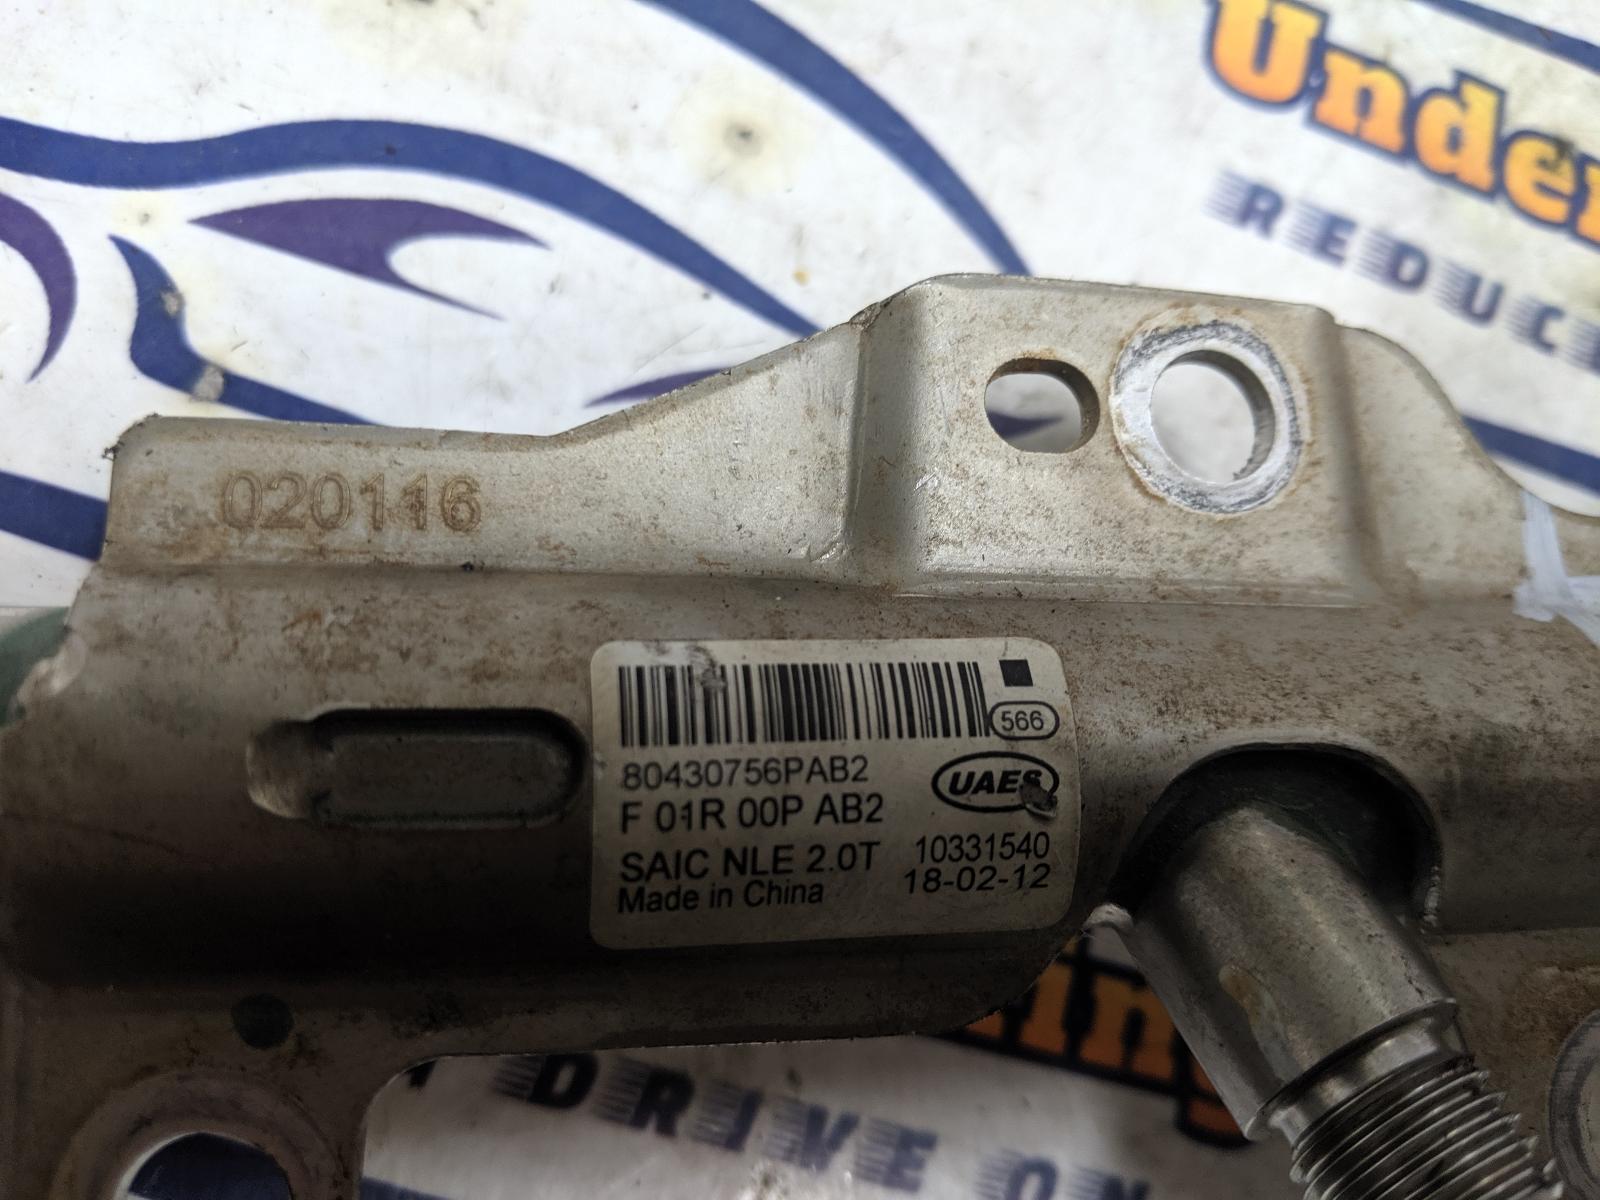 Under
REDUC
020116
566
80430756PAB2
UAES
F 01R 00P AB2
SAIC NLE 2.0T 10331540
Made in China 18-02-12
ing
DRIVE ON